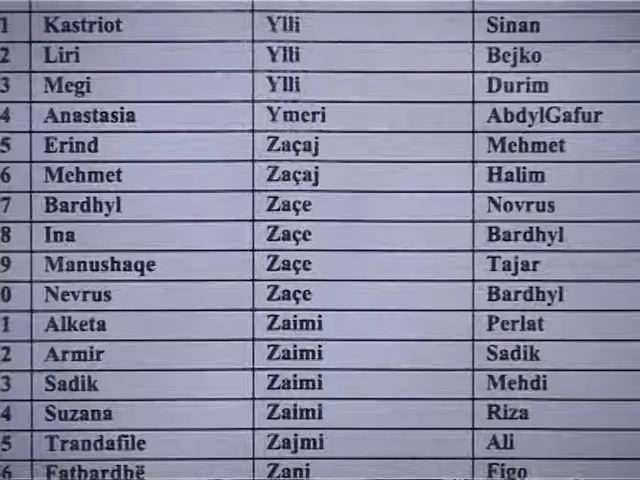 1 Kastriot Ylli Sinan
2 Liri Ylli Bejko
3 Megi Ylli Durim
4 Anastasia Ymeri AbdylGafur
5 Erind Zaçaj Mehmet
6 Mehmet Zaçaj Halim
7 Bardhyl Zaçe Novrus
8 Ina Zaçe Bardhyl
9 Manushaqe Zaçe Tajar
0 Nevrus Zaçe Bardhyl
1 Alketa Zaimi Perlat
2 Armir Zaimi Sadik
3 Sadik Zaimi Mehdi
4 Suzana Zaimi Riza
5 Trandafile Zajmi Ali
6 Fatbardhë Zani Figo